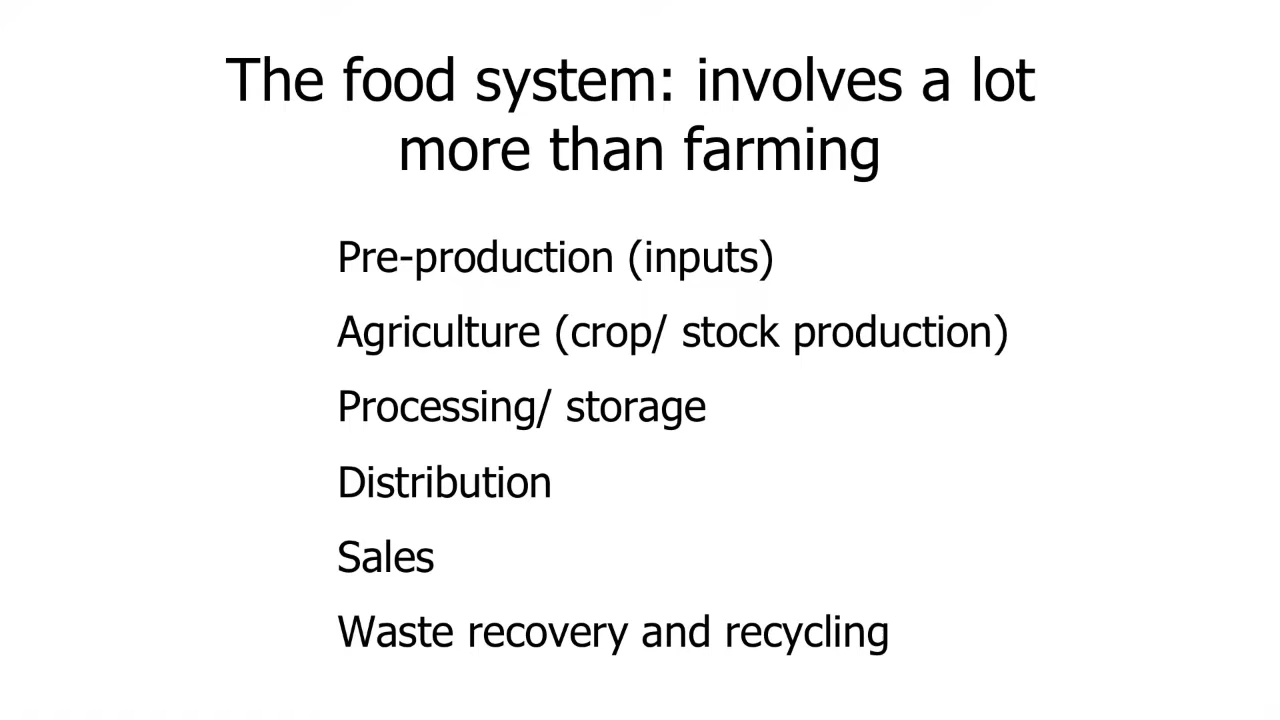 The food system: involves a lot
more than farming
Pre-production (inputs)
Agriculture (crop/ stock production)
Processing/ storage
Distribution
Sales
Waste recovery and recycling